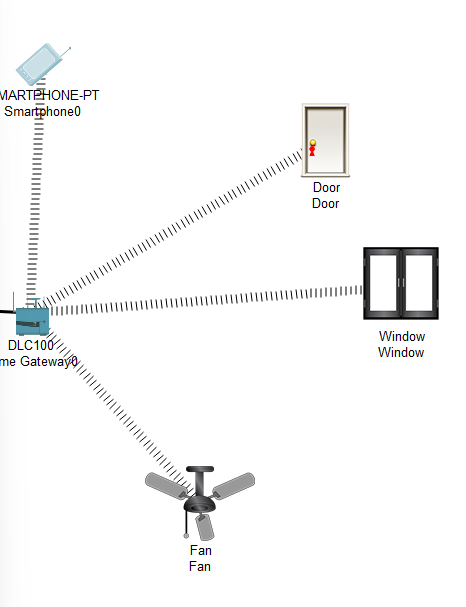 MARTPHONE-PT
Smartphone0
Door
Door
Window
Window
DLC100
me Gateway0
Fan
Fan